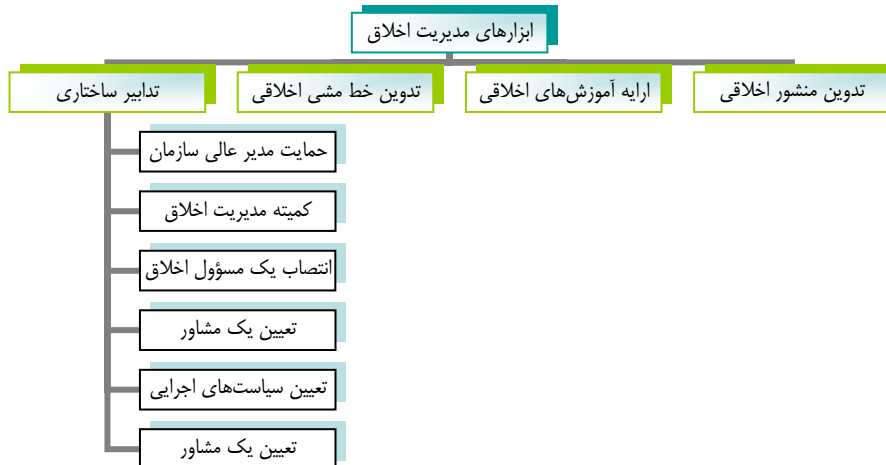 ابزارهای مدیریت اخلاق
تدوین منشور اخلاقی
ارایه آموزش‌های اخلاقی
تدوین خط مشی اخلاقی
تدابیر ساختاری
حمایت مدیر عالی سازمان
کمیته مدیریت اخلاق
انتصاب یک مسؤول اخلاق
تعیین یک مشاور
تعیین سیاست‌های اجرایی
تعیین یک مشاور